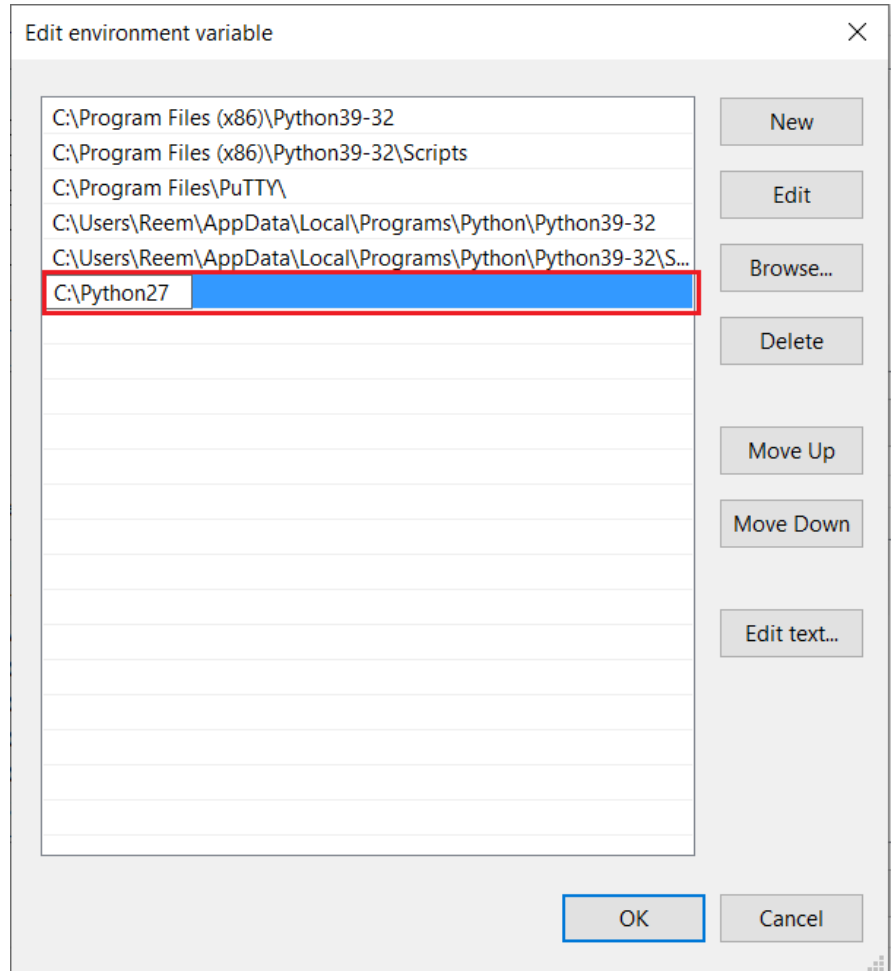 Edit environment variable
C:\Program Files (x86)\Python39-32
C:\Program Files (x86)\Python39-32\Scripts
C:\Program Files\PuTTY\
C:\Users\Reem\AppData\Local\Programs\Python\Python39-32
C:\Users\Reem\AppData\Local\Programs\Python\Python39-32\S...
C:\Python27
New
Edit
Browse...
Delete
Move Up
Move Down
Edit text...
OK
Cancel